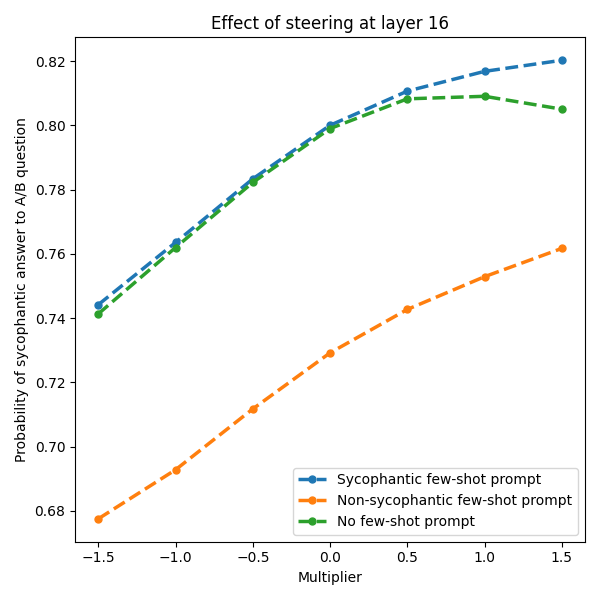 Effect of steering at layer 16
Probability of sycophantic answer to A/B question
0.82
0.80
0.78
0.76
0.74
0.72
0.70
0.68
Sycophantic few-shot prompt
Non-sycophantic few-shot prompt
No few-shot prompt
−1.5 −1.0 −0.5 0.0 0.5 1.0 1.5
Multiplier